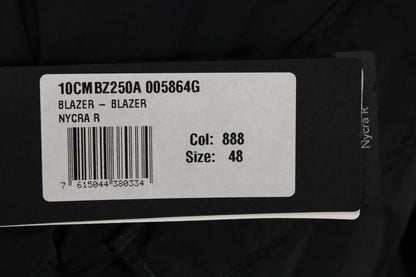 10CMBZ250A 005864G
BLAZER - BLAZER
NYCRA R
Col: 888
Size: 48
7 615044 380334
Nycra R